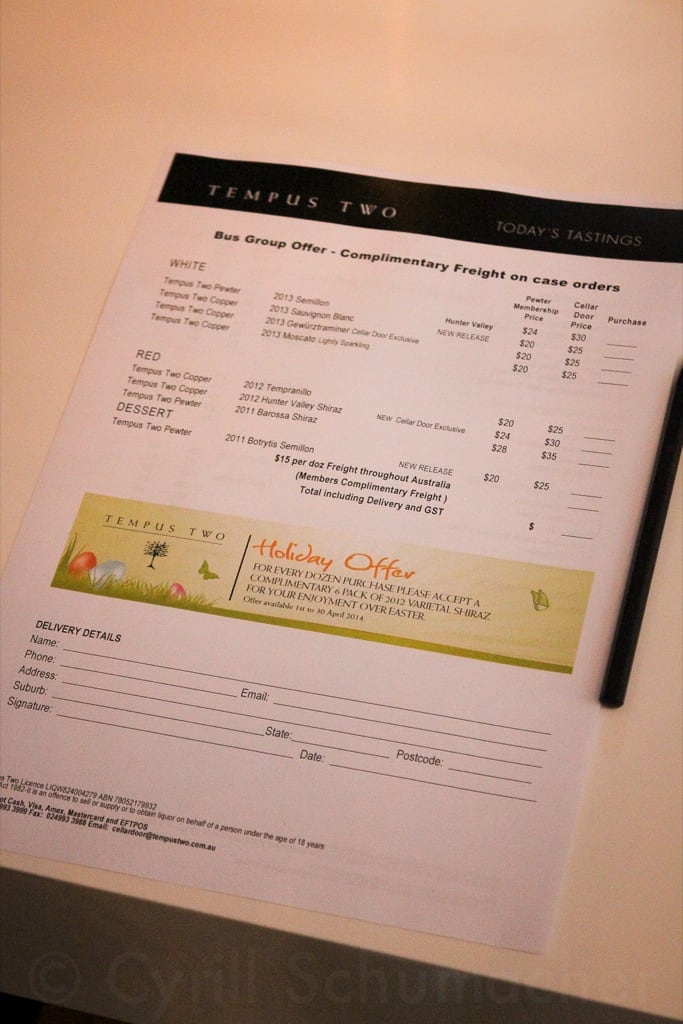 TEMPUS TWO
TODAY'S TASTINGS
Bus Group Offer - Complimentary Freight on case orders
Pewter Membership Price Cellar Door Price Purchase
WHITE
Tempus Two Pewter 2013 Semillon Hunter Valley $24 $30
Tempus Two Copper 2013 Sauvignon Blanc NEW RELEASE $20 $25
Tempus Two Copper 2013 Gewürztraminer Cellar Door Exclusive $20 $25
Tempus Two Copper 2013 Moscato Lightly Sparkling $20 $25
RED
Tempus Two Copper 2012 Tempranillo NEW Cellar Door Exclusive $20 $25
Tempus Two Copper 2012 Hunter Valley Shiraz $24 $30
Tempus Two Pewter 2011 Barossa Shiraz $28 $35
DESSERT
Tempus Two Pewter 2011 Botrytis Semillon NEW RELEASE $20 $25
$15 per doz Freight throughout Australia
(Members Complimentary Freight )
Total including Delivery and GST $
TEMPUS TWO
Holiday Offer
FOR EVERY DOZEN PURCHASE PLEASE ACCEPT A
COMPLIMENTARY 6 PACK OF 2012 VARIETAL SHIRAZ
FOR YOUR ENJOYMENT OVER EASTER.
Offer available 1st to 30 April 2014
DELIVERY DETAILS
Name:
Phone: Email:
Address:
Suburb: State: Postcode:
Signature: Date:
Two Licence LIQW824004279 ABN 78052179932
Act 1982-It is an offence to sell or supply or to obtain liquor on behalf of a person under the age of 18 years
Cash, Visa, Amex, Mastercard and EFTPOS
993 3999 Fax: 024993 3988 Email: cellardoor@tempustwo.com.au
© Cyrill Schumacher